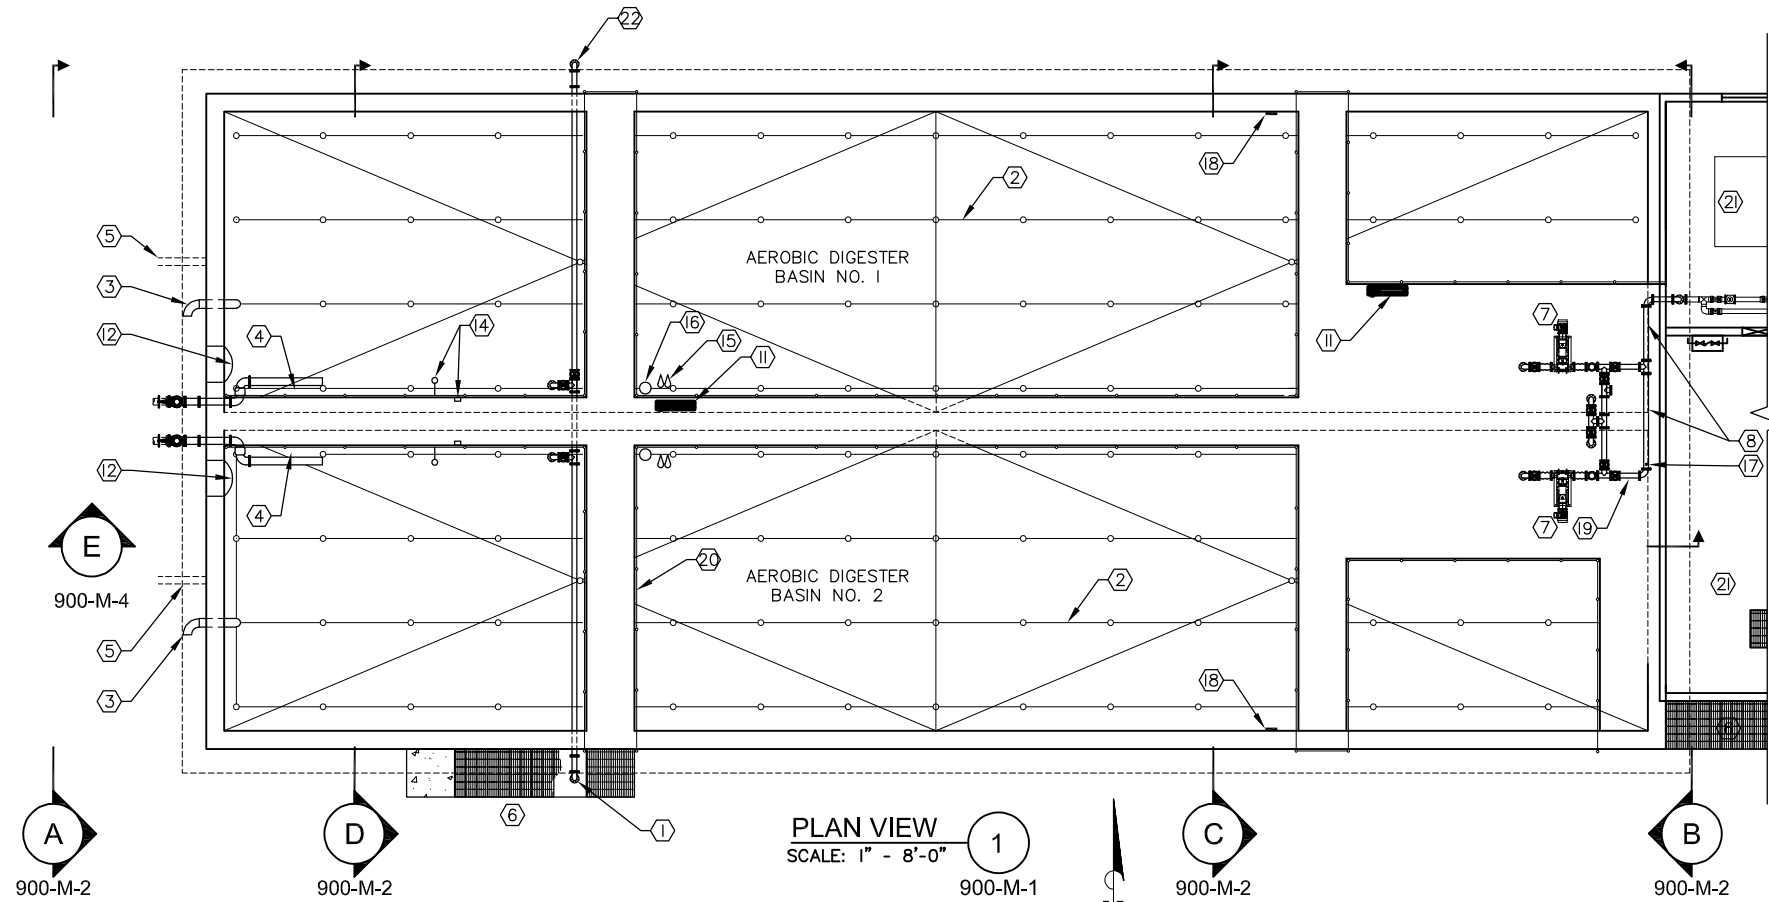 22
18
2
21
5
AEROBIC DIGESTER
BASIN NO. 1
3
16
14
15
7
12
4
11
11
8
17
12
4
7
19
E
900-M-4
20
AEROBIC DIGESTER
BASIN NO. 2
2
21
5
3
18
6
1
A
900-M-2
D
900-M-2
PLAN VIEW
SCALE: 1" - 8'-0"
1
900-M-1
C
900-M-2
B
900-M-2